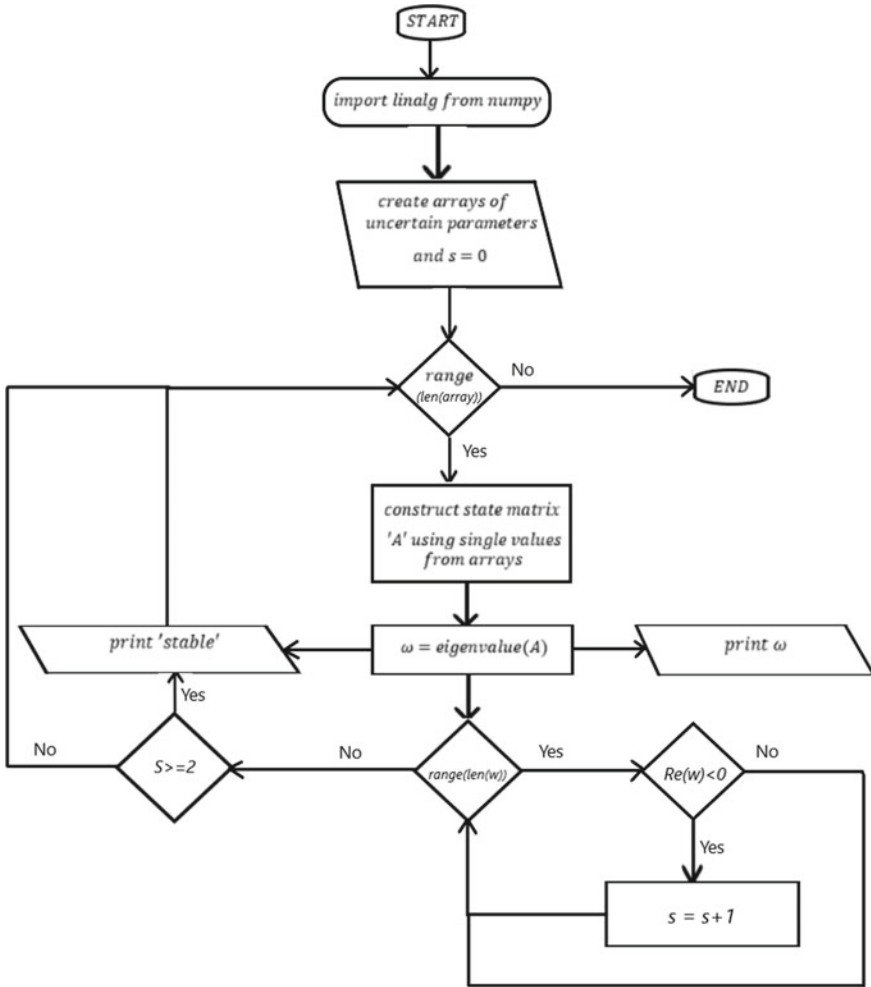 START
import linalg from numpy
create arrays of
uncertain parameters
and s = 0
range
(len(array))
No
END
Yes
construct state matrix
'A' using single values
from arrays
print 'stable'
ω = eigenvalue(A)
print ω
Yes
No
S>=2
No
range(len(w))
Yes
Re(w)<0
No
Yes
s = s+1